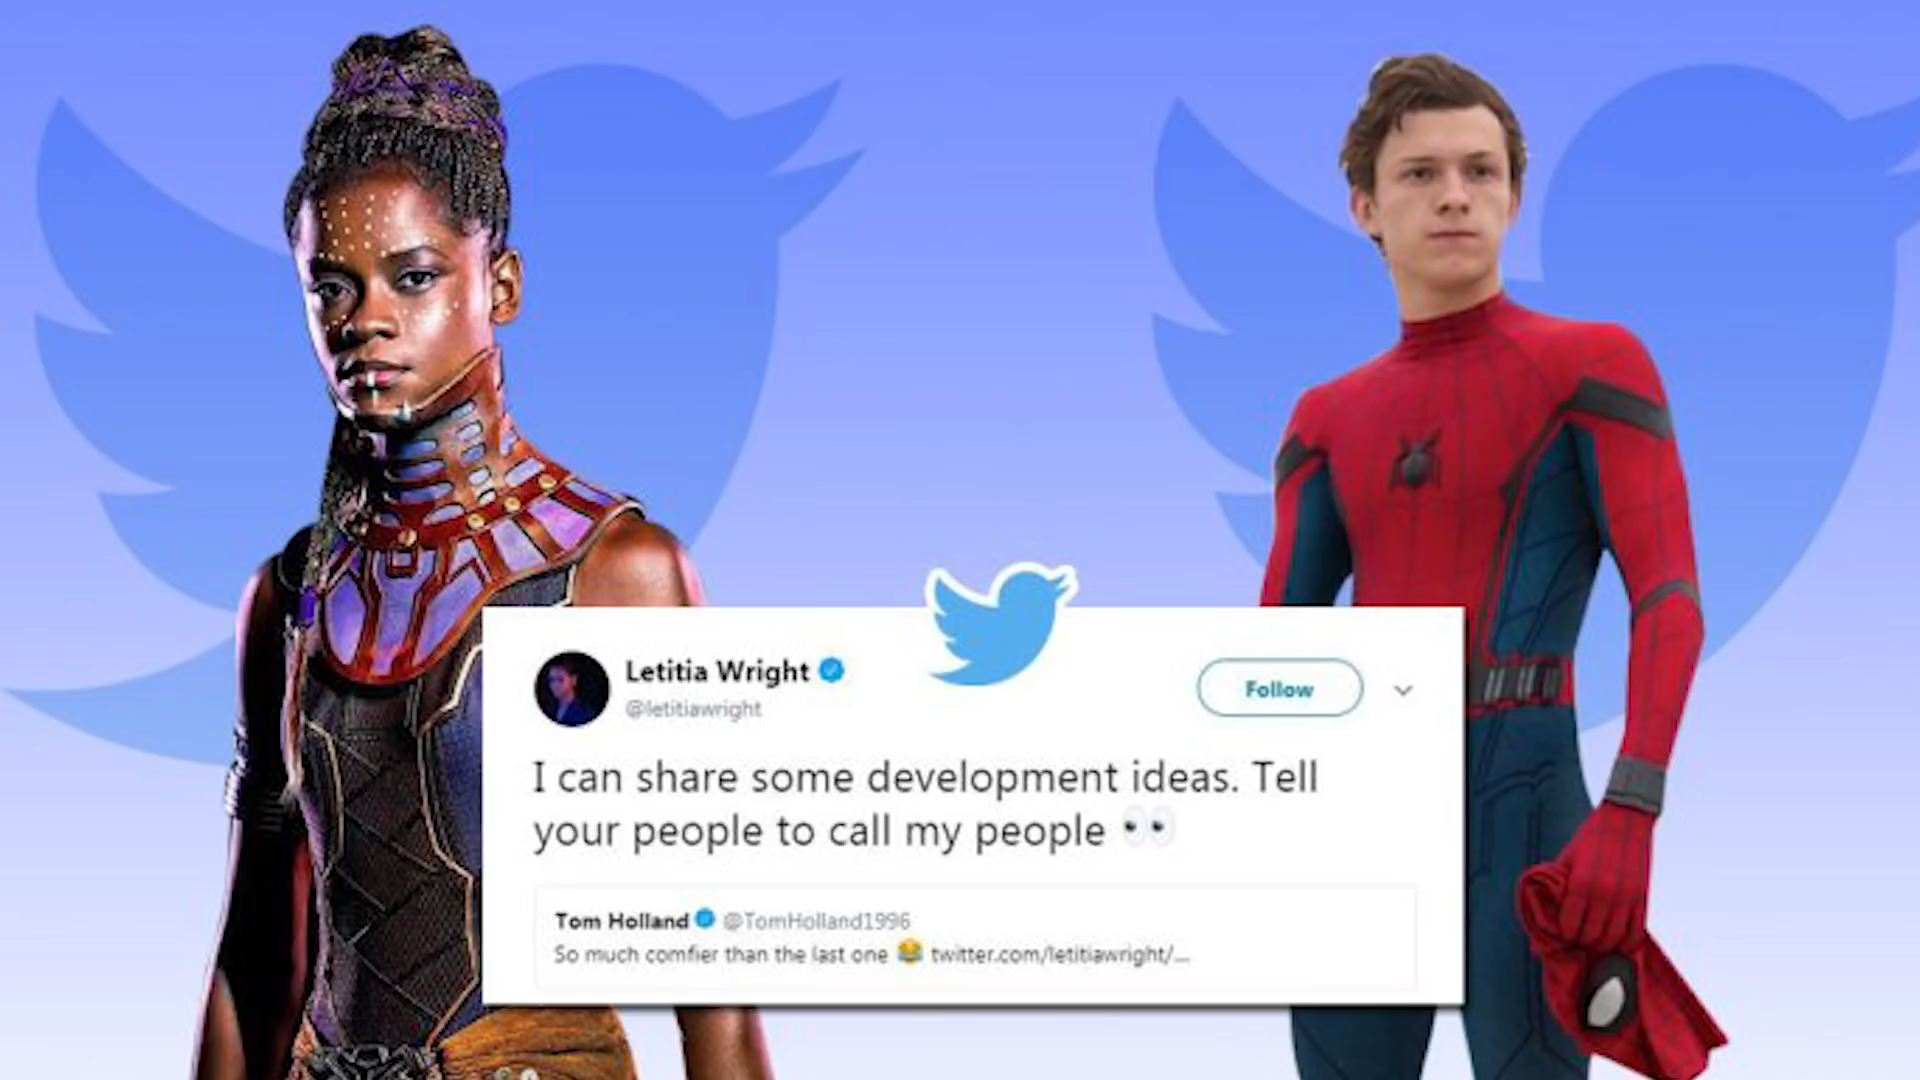 Letitia Wright
@letitiawright
Follow
I can share some development ideas. Tell
your people to call my people 👀
Tom Holland @TomHolland1996
So much comfier than the last one 😂 twitter.com/letitiawright/...